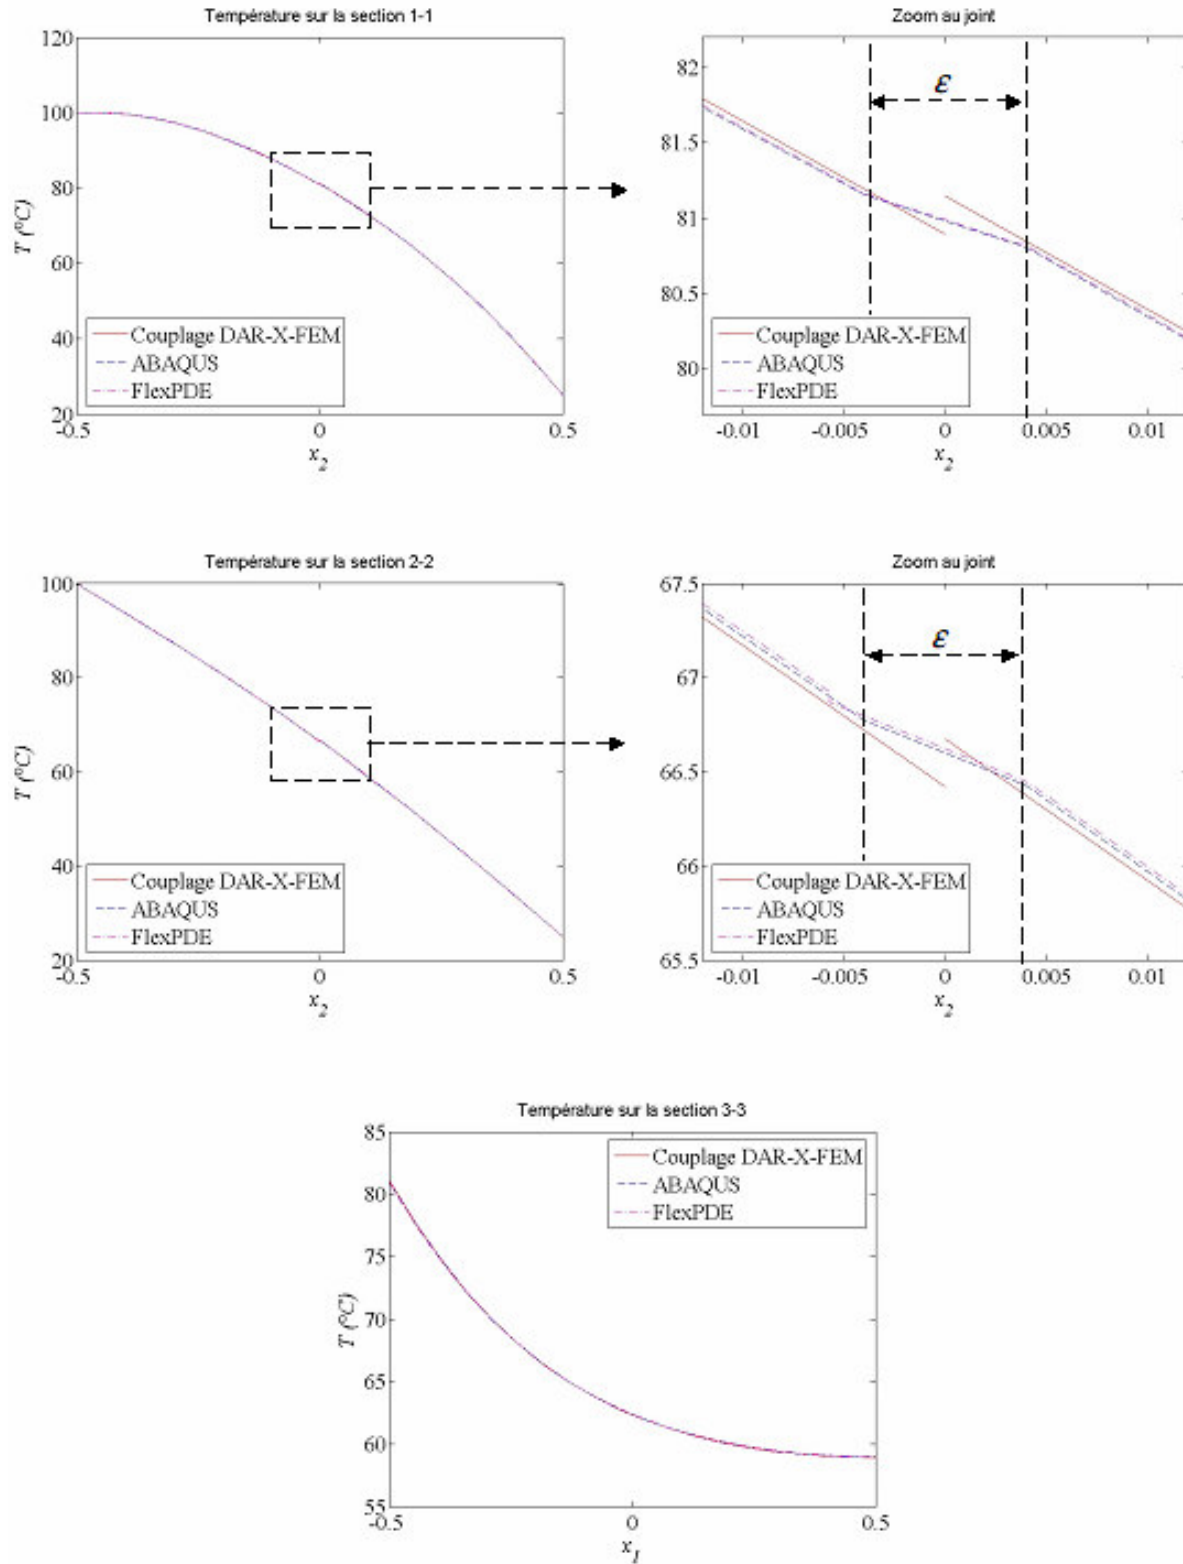 Température sur la section 1-1
120
100
80
60
40
20
T (°C)
Couplage DAR-X-FEM
ABAQUS
FlexPDE
-0.5
0
0.5
x2
Zoom au joint
ε
82
81.5
81
80.5
80
Couplage DAR-X-FEM
ABAQUS
FlexPDE
-0.01
-0.005
0
0.005
0.01
x2
Température sur la section 2-2
100
80
60
40
20
T (°C)
Couplage DAR-X-FEM
ABAQUS
FlexPDE
-0.5
0
0.5
x2
Zoom au joint
ε
67.5
67
66.5
66
65.5
Couplage DAR-X-FEM
ABAQUS
FlexPDE
-0.01
-0.005
0
0.005
0.01
x2
Température sur la section 3-3
85
80
75
70
65
60
55
T (°C)
Couplage DAR-X-FEM
ABAQUS
FlexPDE
-0.5
0
0.5
x1